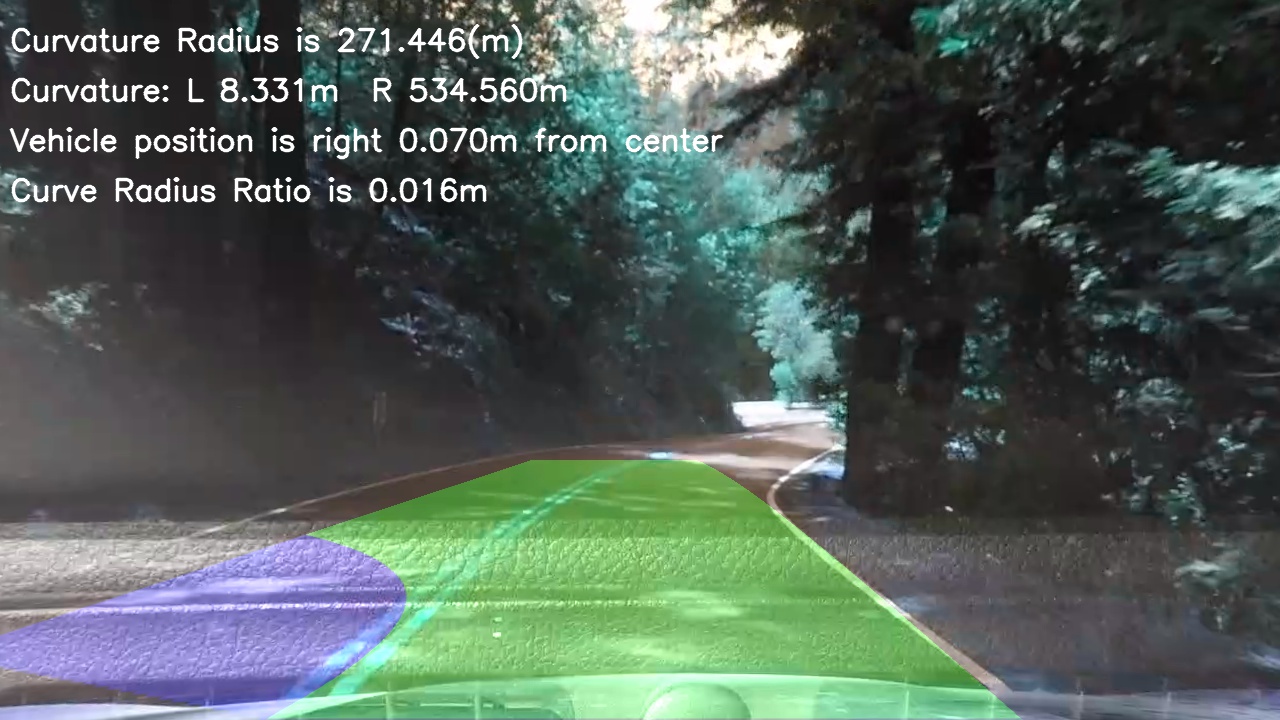 Curvature Radius is 271.446(m)
Curvature: L 8.331m R 534.560m
Vehicle position is right 0.070m from center
Curve Radius Ratio is 0.016m